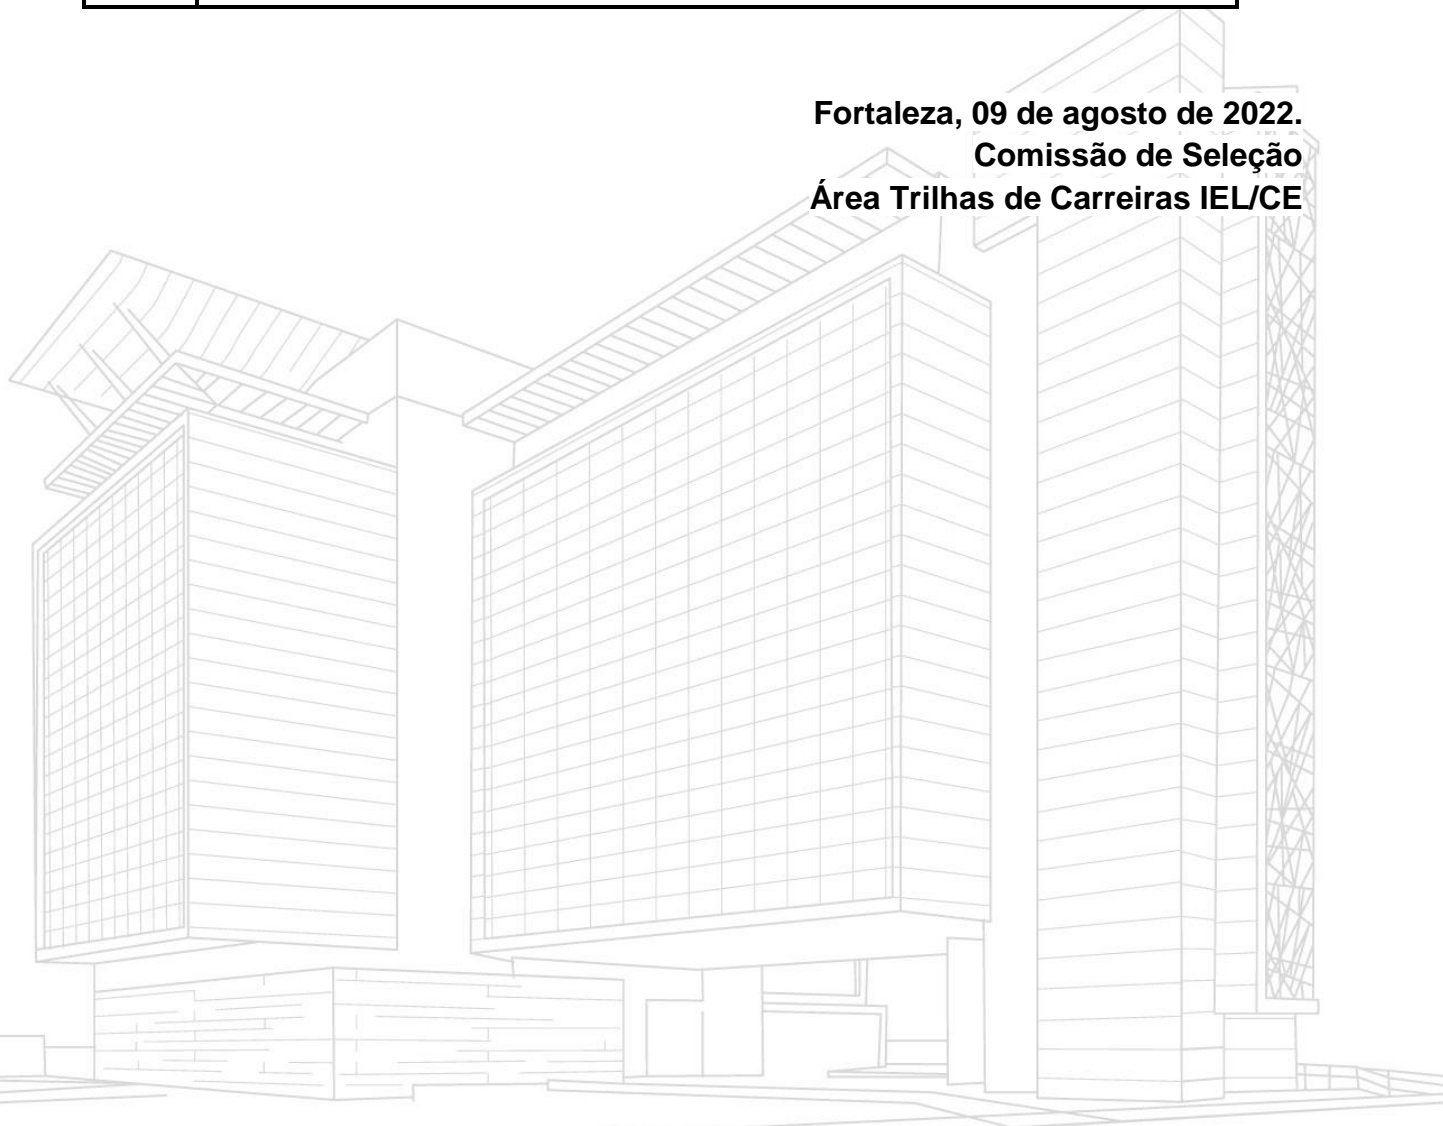 Fortaleza, 09 de agosto de 2022.
Comissão de Seleção
Área Trilhas de Carreiras IEL/CE